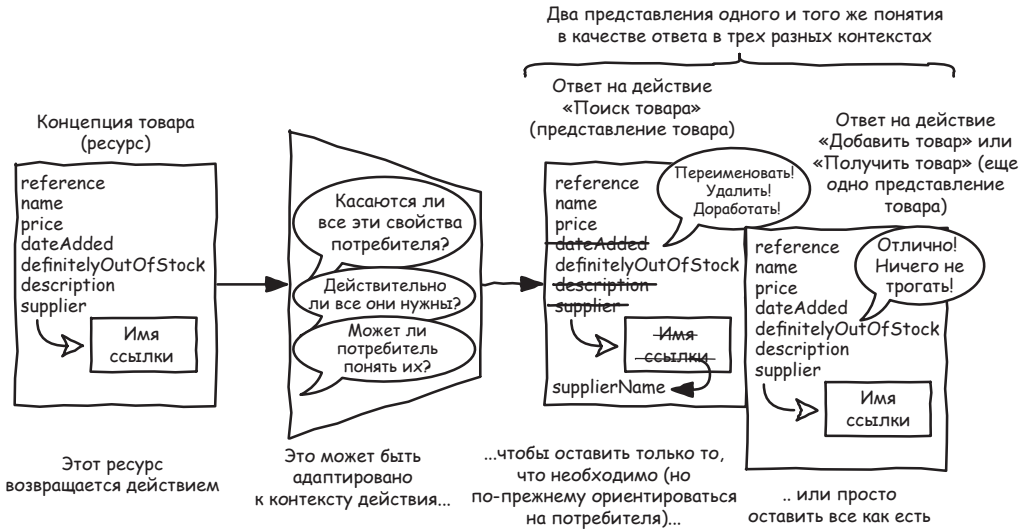 Два представления одного и того же понятия
в качестве ответа в трех разных контекстах
Концепция товара
(ресурс)
reference
name
price
dateAdded
definitelyOutOfStock
description
supplier
Имя
ссылки
Этот ресурс
возвращается действием
Касаются ли
все эти свойства
потребителя?
Действительно
ли все они нужны?
Может ли
потребитель
понять их?
Это может быть
адаптировано
к контексту действия...
Ответ на действие
«Поиск товара»
(представление товара)
reference
name
price
dateAdded
definitelyOutOfStock
description
supplier
Имя
ссылки
supplierName
Переименовать!
Удалить!
Доработать!
...чтобы оставить только то,
что необходимо (но
по-прежнему ориентироваться
на потребителя)...
Ответ на действие
«Добавить товар» или
«Получить товар» (еще
одно представление
товара)
reference
name
price
dateAdded
definitelyOutOfStock
description
supplier
Имя
ссылки
Отлично!
Ничего не
трогать!
.. или просто
оставить все как есть